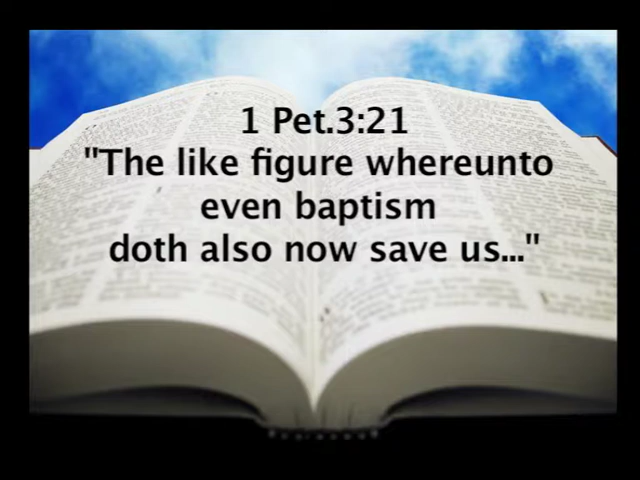 1 Pet.3:21
"The like figure whereunto
even baptism
doth also now save us..."